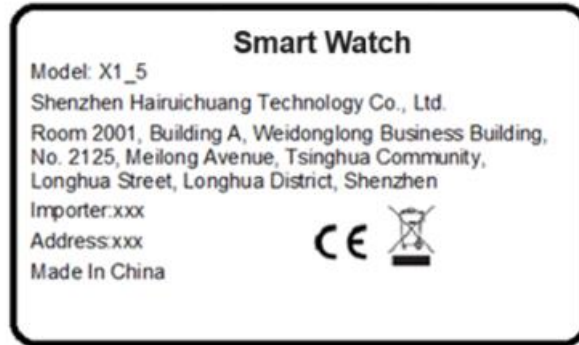 Smart Watch
Model: X1_5
Shenzhen Hairuichuang Technology Co., Ltd.
Room 2001, Building A, Weidonglong Business Building,
No. 2125, Meilong Avenue, Tsinghua Community,
Longhua Street, Longhua District, Shenzhen
Importer:xxx
Address:xxx
Made In China
CE